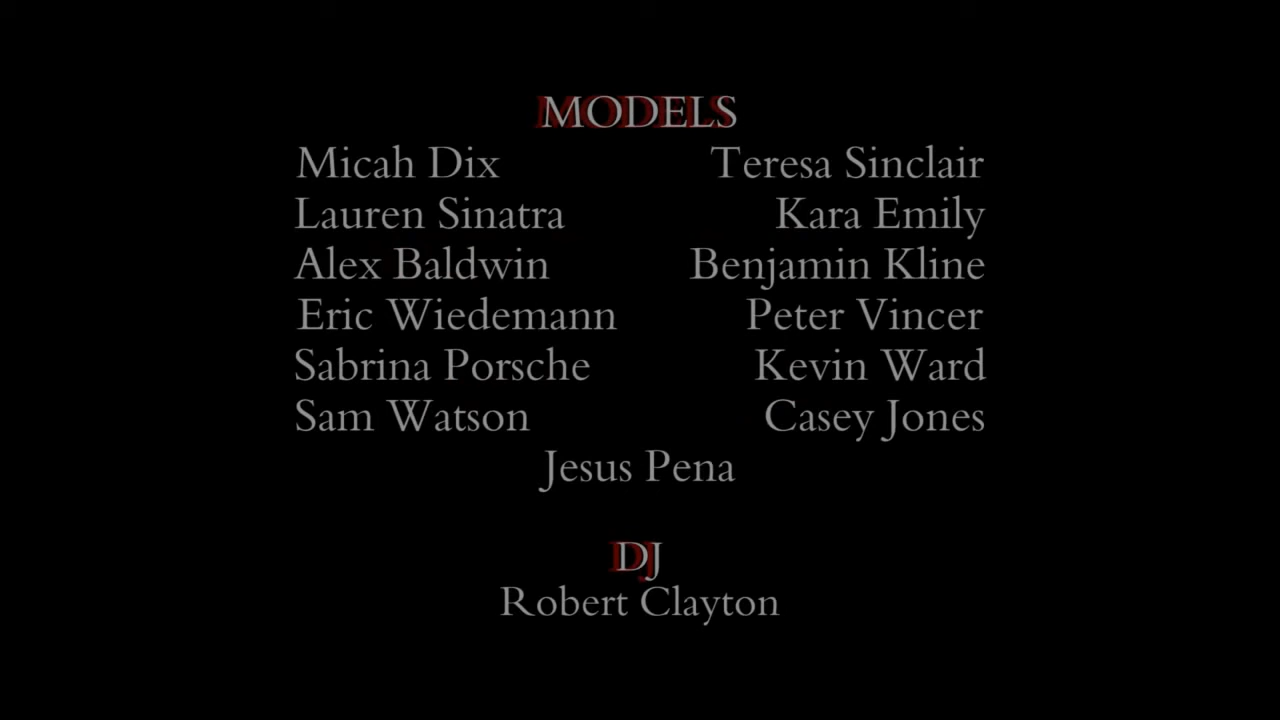 MODELS
Micah Dix Teresa Sinclair
Lauren Sinatra Kara Emily
Alex Baldwin Benjamin Kline
Eric Wiedemann Peter Vincer
Sabrina Porsche Kevin Ward
Sam Watson Casey Jones
Jesus Pena
DJ
Robert Clayton